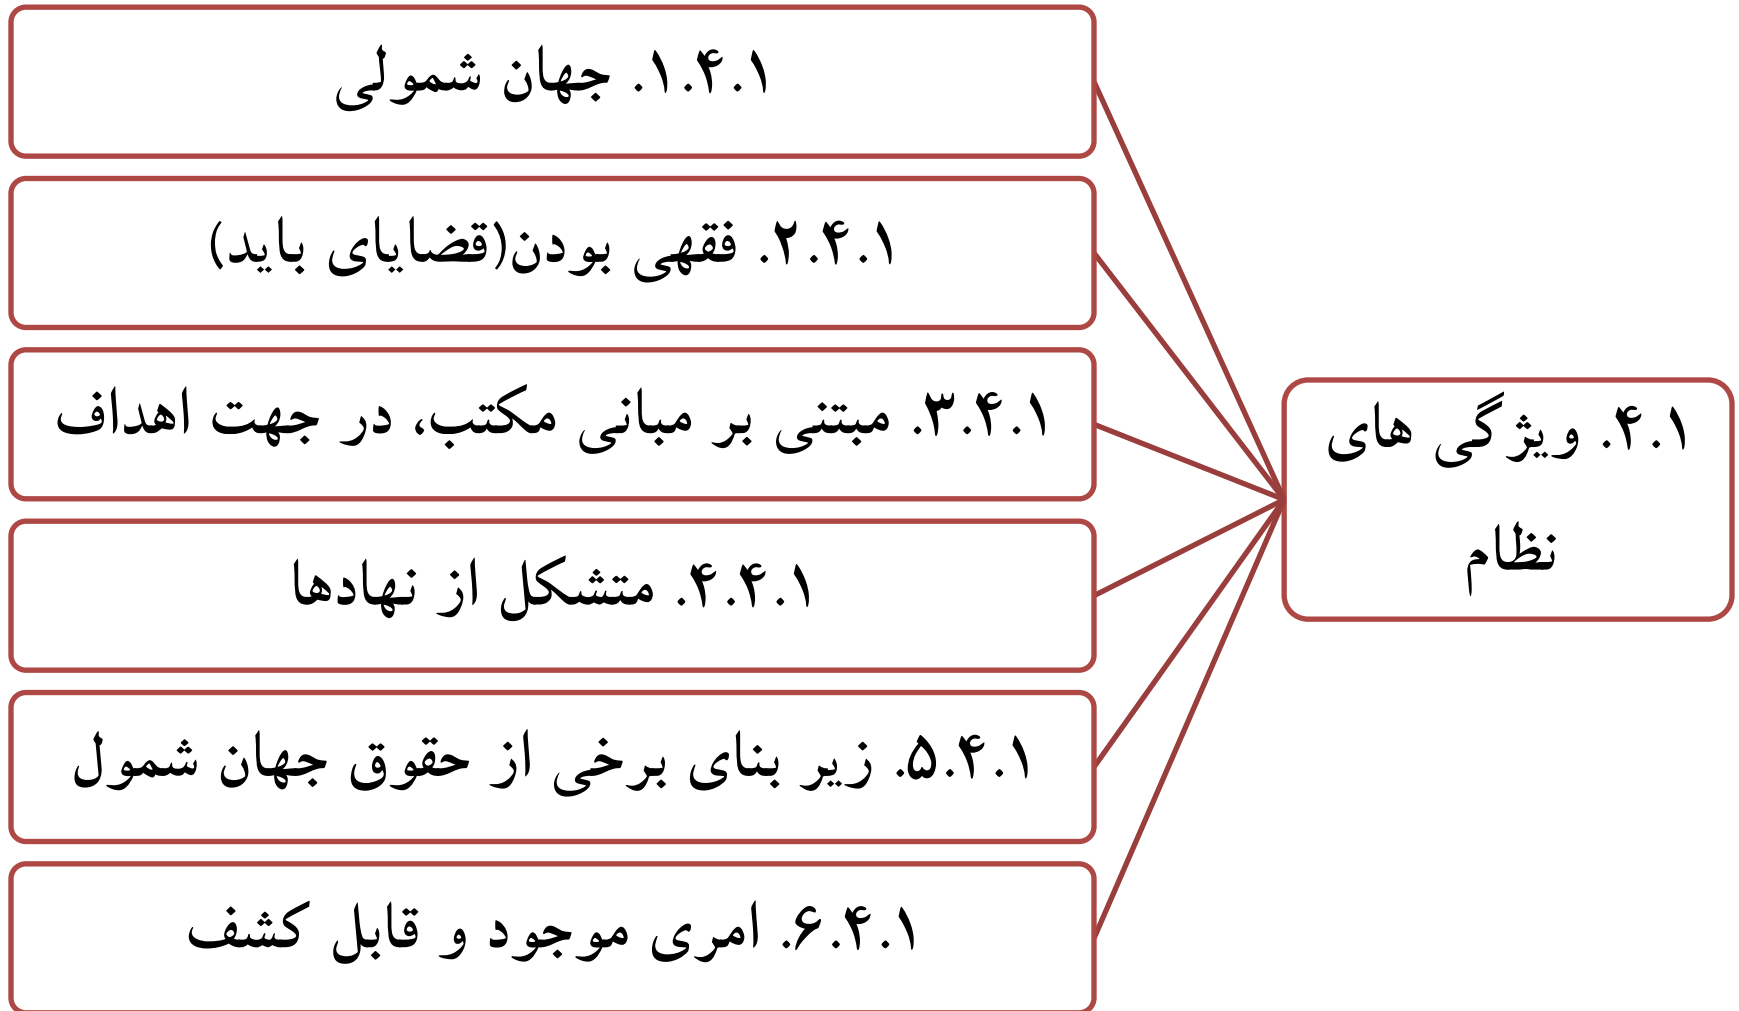 ۴.۱. ویژگی های
نظام
۱.۴.۱. جهان شمولی
۲.۴.۱. فقهی بودن(قضایای باید)
۳.۴.۱. مبتنی بر مبانی مکتب، در جهت اهداف
۴.۴.۱. متشکل از نهادها
۵.۴.۱. زیر بنای برخی از حقوق جهان شمول
۶.۴.۱. امری موجود و قابل کشف